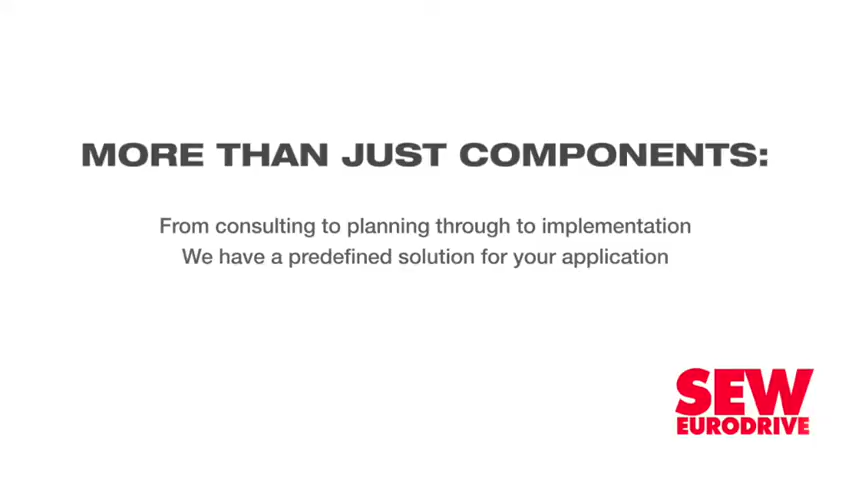 MORE THAN JUST COMPONENTS:
From consulting to planning through to implementation
We have a predefined solution for your application
SEW
EURODRIVE